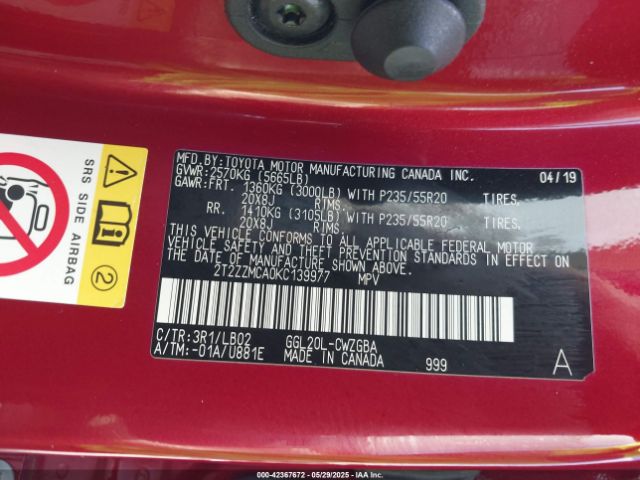 SRS SIDE AIRBAG
2
MFD.BY:TOYOTA MOTOR MANUFACTURING CANADA INC. 04/19
GVWR:2570KG (5665LB)
GAWR:FRT. 1360KG (3000LB) WITH P235/55R20 TIRES,
20X8J RIMS,
RR. 1410KG (3105LB) WITH P235/55R20 TIRES,
20X8J RIMS,
THIS VEHICLE CONFORMS TO ALL APPLICABLE FEDERAL MOTOR
VEHICLE SAFETY AND THEFT PREVENTION STANDARDS IN EFFECT ON
THE DATE OF MANUFACTURE SHOWN ABOVE.
2T2ZZMCA0KC139977 MPV
C/TR:3R1/LB02 GGL20L-CWZGBA
A/TM:-01A/U881E MADE IN CANADA 999 A
000-42367672 - 05/29/2025 - IAAI.COM